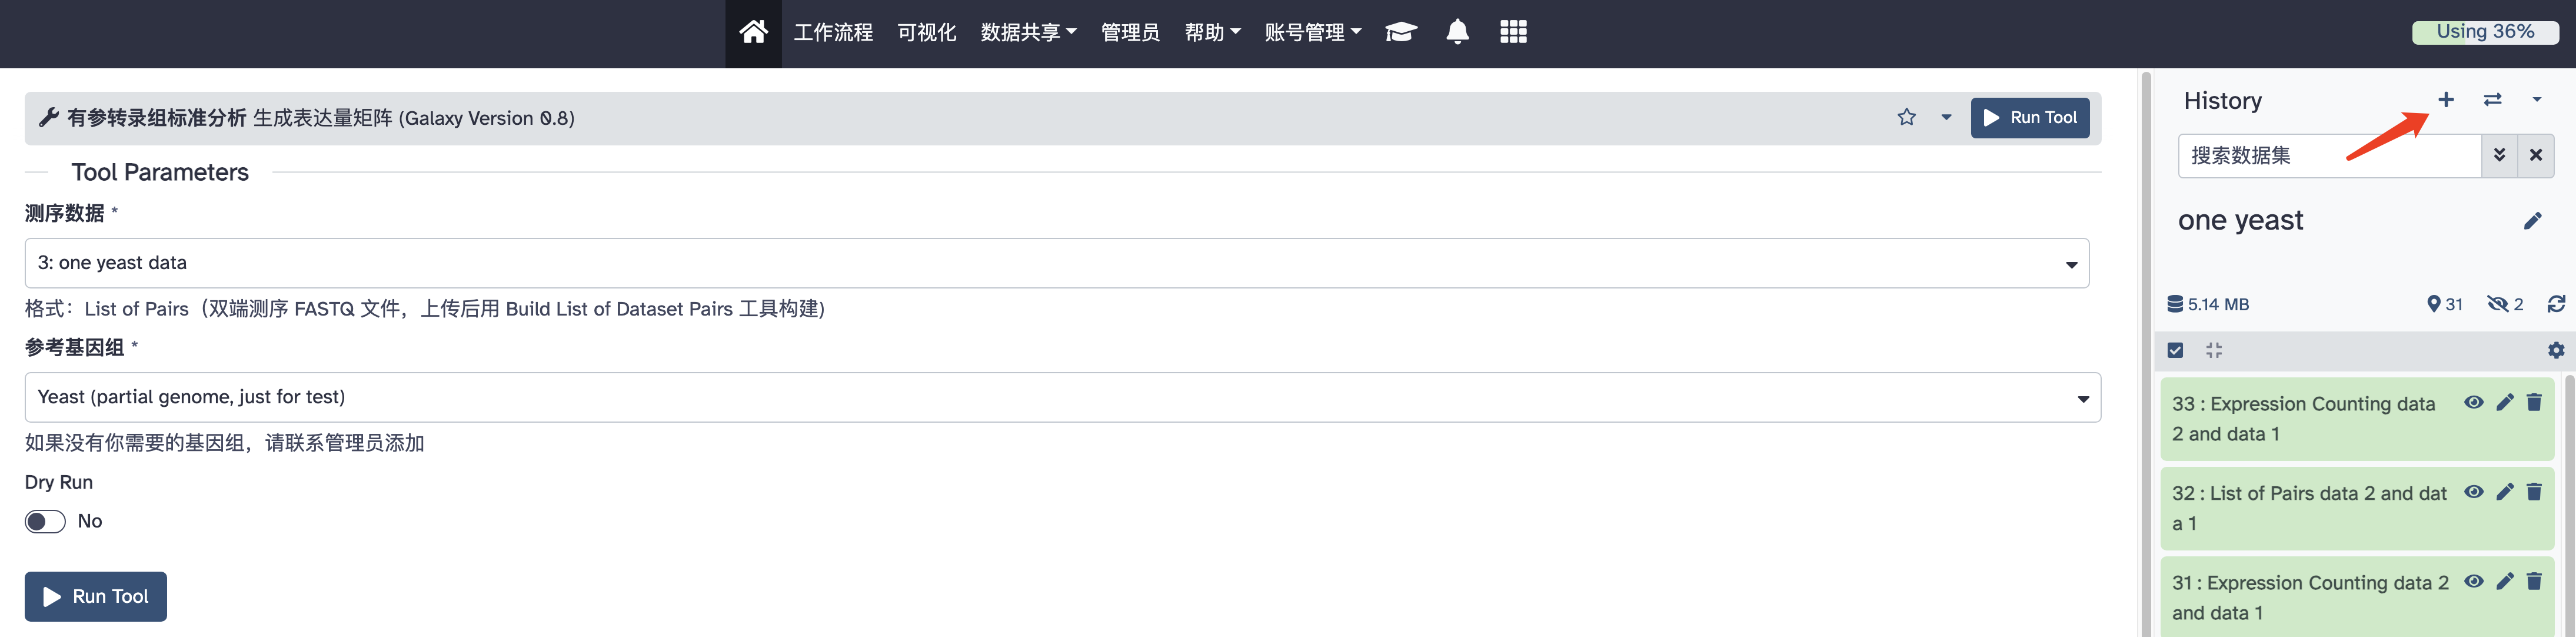 工作流程 可视化 数据共享 管理员 帮助 账号管理
Using 36%
有参转录组标准分析 生成表达量矩阵 (Galaxy Version 0.8)
Run Tool
Tool Parameters
测序数据 *
3: one yeast data
格式：List of Pairs（双端测序 FASTQ 文件，上传后用 Build List of Dataset Pairs 工具构建)
参考基因组 *
Yeast (partial genome, just for test)
如果没有你需要的基因组，请联系管理员添加
Dry Run
No
Run Tool
History
搜索数据集
one yeast
5.14 MB
31
2
33 : Expression Counting data
2 and data 1
32 : List of Pairs data 2 and dat
a 1
31 : Expression Counting data 2
and data 1